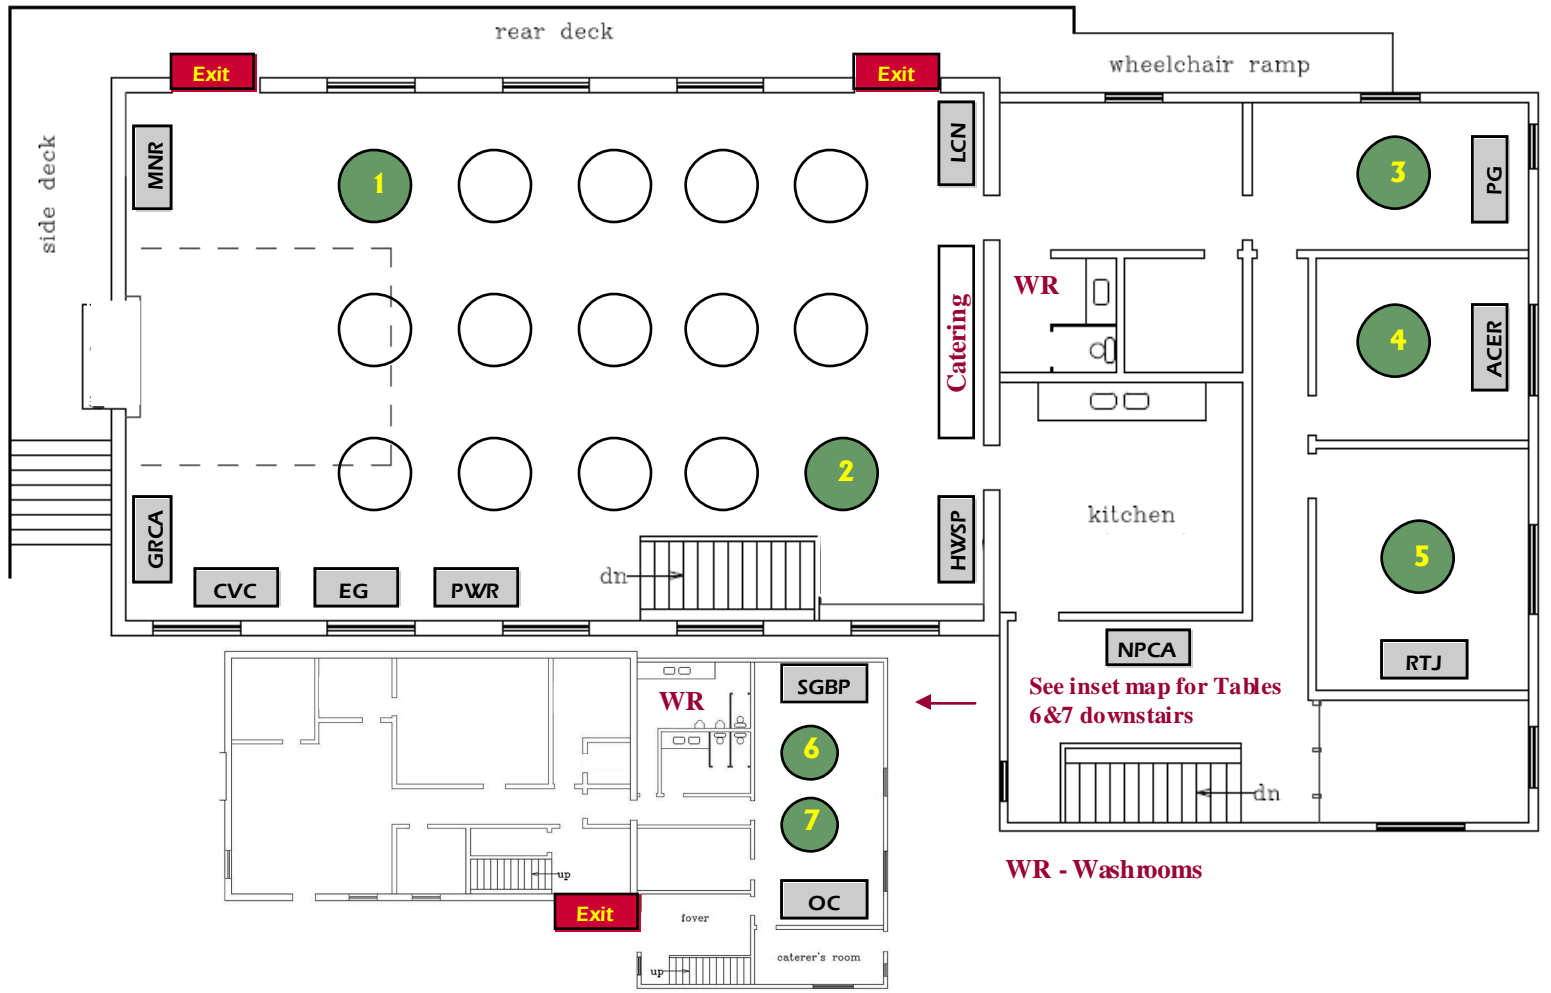 rear deck
wheelchair ramp
Exit
Exit
side deck
MNR
LCN
1
3
PG
WR
Catering
4
ACER
2
GRCA
HWSP
kitchen
5
CVC
EG
PWR
dn
NPCA
RTJ
See inset map for Tables
6&7 downstairs
SGBP
WR
6
7
dn
up
WR - Washrooms
OC
Exit
foyer
caterer's room
up